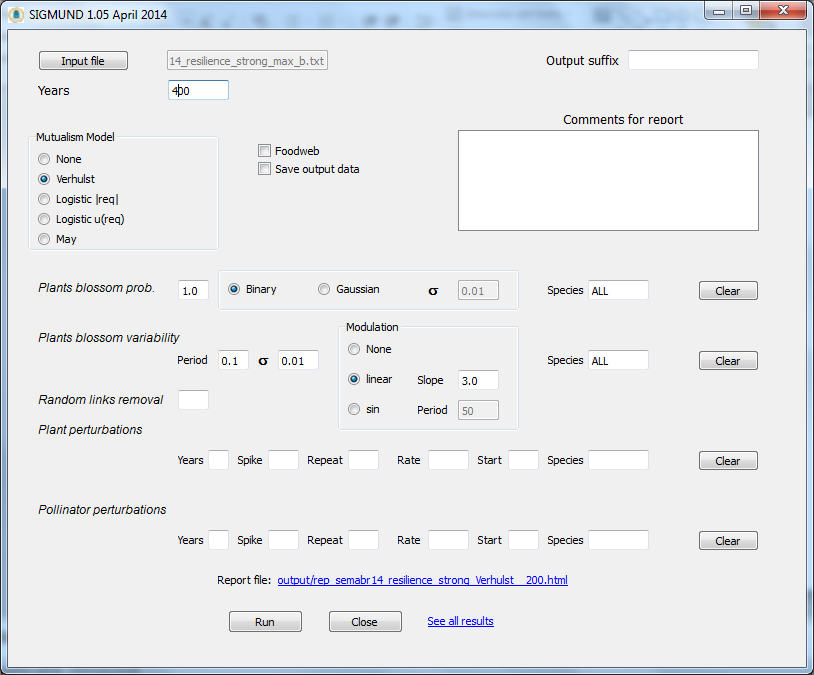 SIGMUND 1.05 April 2014
Input file 14_resilience_strong_max_b.txt Output suffix
Years 400
Comments for report
Mutualism Model
None
Verhulst
Logistic |req|
Logistic u(req)
May
Foodweb
Save output data
Plants blossom prob. 1.0 Binary Gaussian σ 0.01 Species ALL Clear
Plants blossom variability
Period 0.1 σ 0.01
Modulation
None
linear Slope 3.0
sin Period 50
Species ALL Clear
Random links removal
Plant perturbations
Years Spike Repeat Rate Start Species Clear
Pollinator perturbations
Years Spike Repeat Rate Start Species Clear
Report file: output/rep_semabr14_resilience_strong_Verhulst__200.html
Run Close See all results